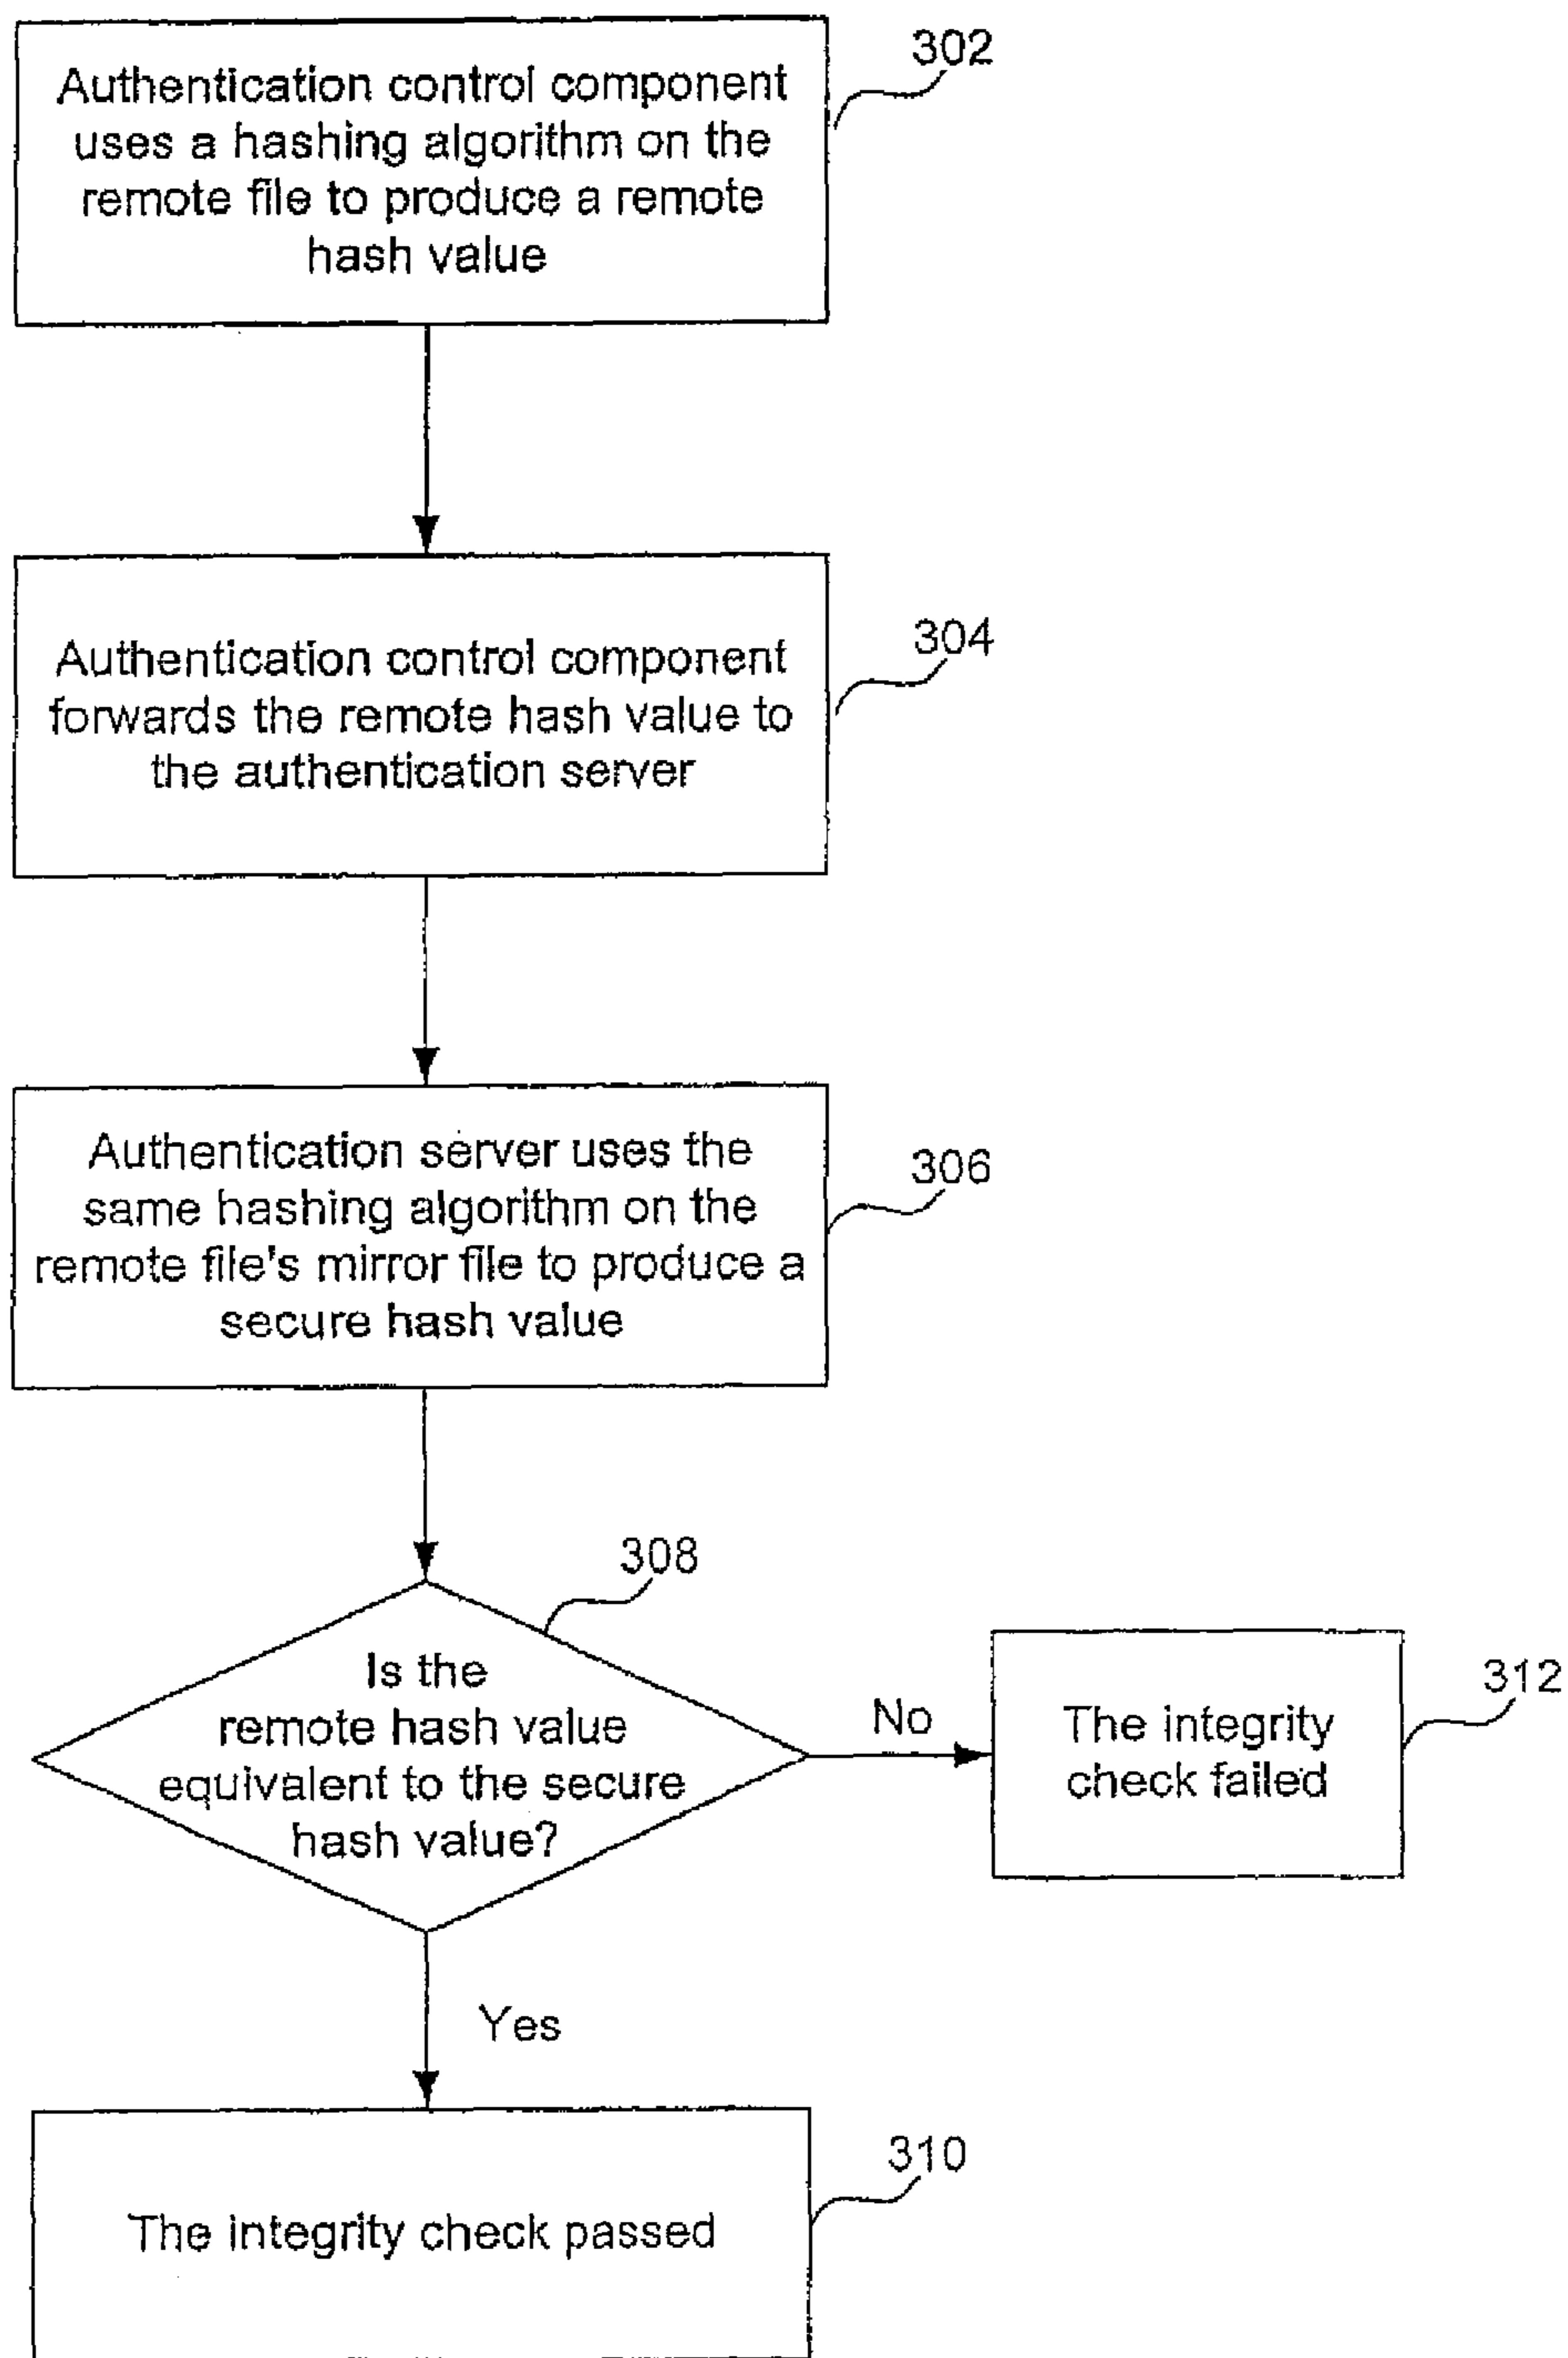 302
Authentication control component
uses a hashing algorithm on the
remote file to produce a remote
hash value
304
Authentication control component
forwards the remote hash value to
the authentication server
306
Authentication server uses the
same hashing algorithm on the
remote file's mirror file to produce a
secure hash value
308
Is the
remote hash value
equivalent to the secure
hash value?
No
312
The integrity
check failed
Yes
310
The integrity check passed